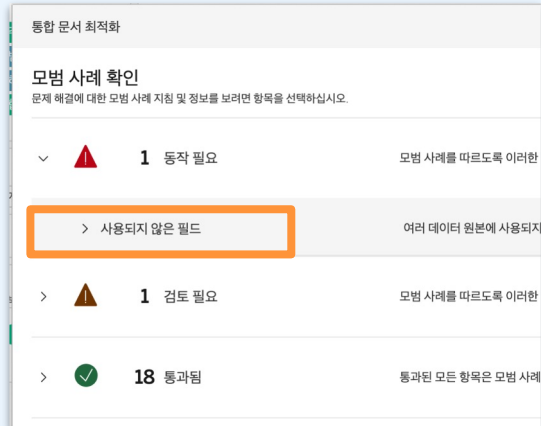 통합 문서 최적화
모범 사례 확인
문제 해결에 대한 모범 사례 지침 및 정보를 보려면 항목을 선택하십시오.
1 동작 필요 모범 사례를 따르도록 이러한
사용되지 않은 필드 여러 데이터 원본에 사용되지
1 검토 필요 모범 사례를 따르도록 이러한
18 통과됨 통과된 모든 항목은 모범 사례